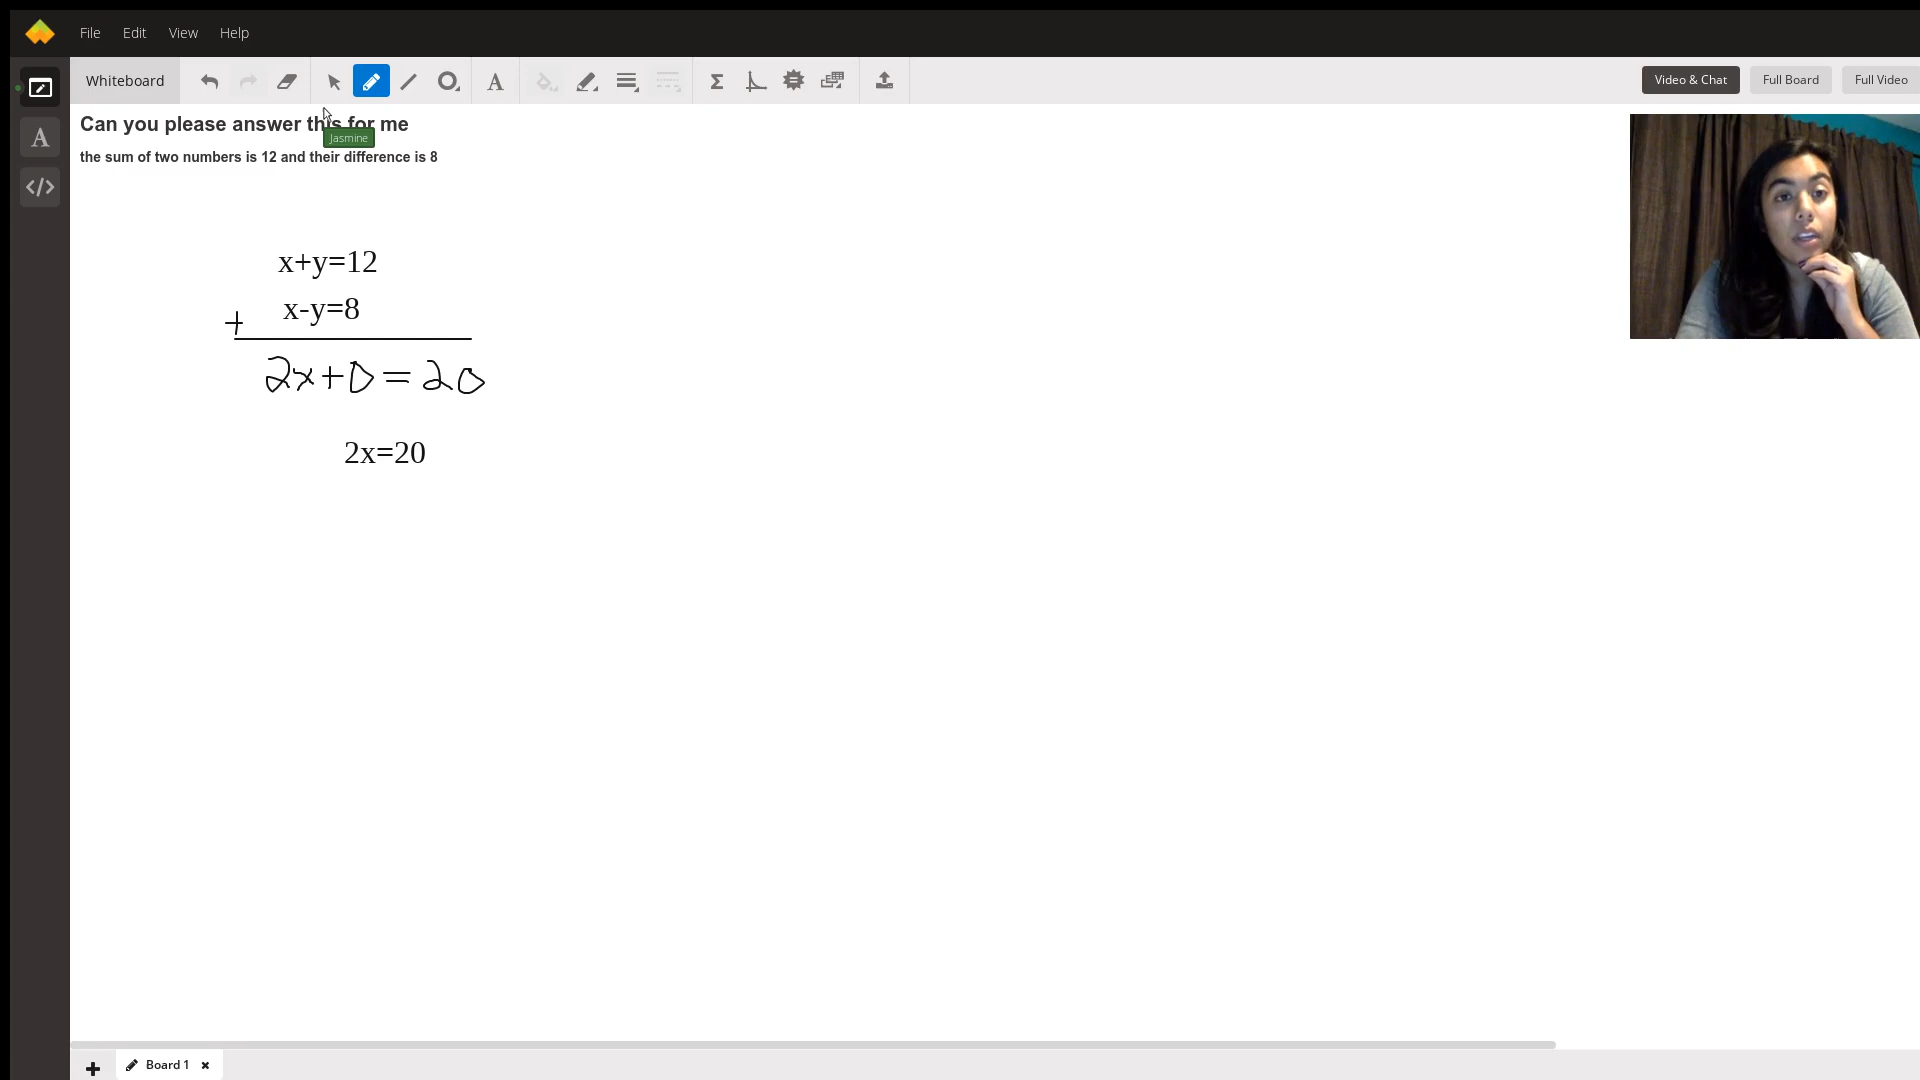 File Edit View Help
Whiteboard A Σ Video & Chat Full Board Full Video
A
</>
Can you please answer this for me
Jasmine
the sum of two numbers is 12 and their difference is 8
x+y=12
x-y=8
+
2x+0=20
2x=20
+ Board 1 ×